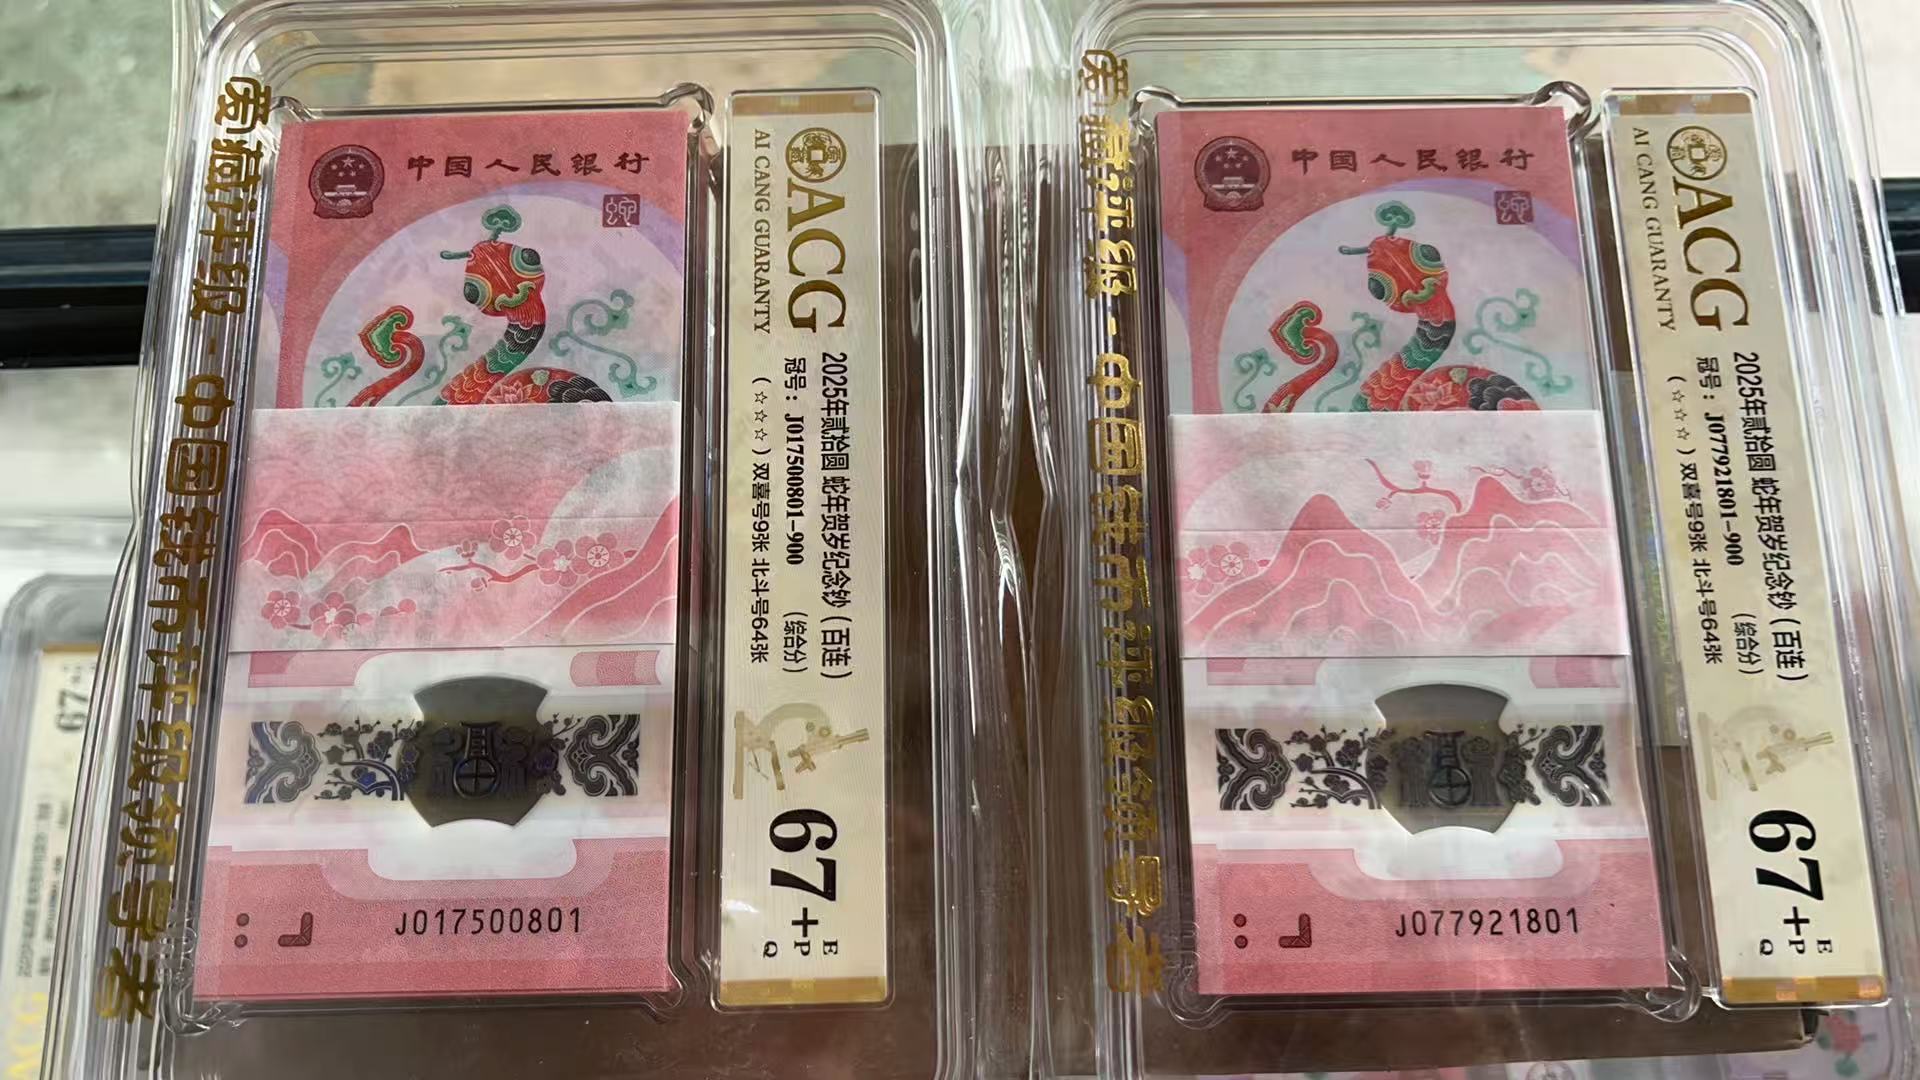 爱藏评级-中国钱币评级领导者
中国人民银行
蛇
J017500801
ACG
AI CANG GUARANTY
2025年贰拾圆 蛇年贺岁纪念钞（百连）
冠号：J017500801-900 （综合分）
（☆☆☆）双喜号9张 北斗号64张
67+
E
P
Q
爱藏评级-中国钱币评级领导者
中国人民银行
蛇
J077921801
ACG
AI CANG GUARANTY
2025年贰拾圆 蛇年贺岁纪念钞（百连）
冠号：J077921801-900 （综合分）
（☆☆☆）双喜号9张 北斗号64张
67+
E
P
Q
67
ACG